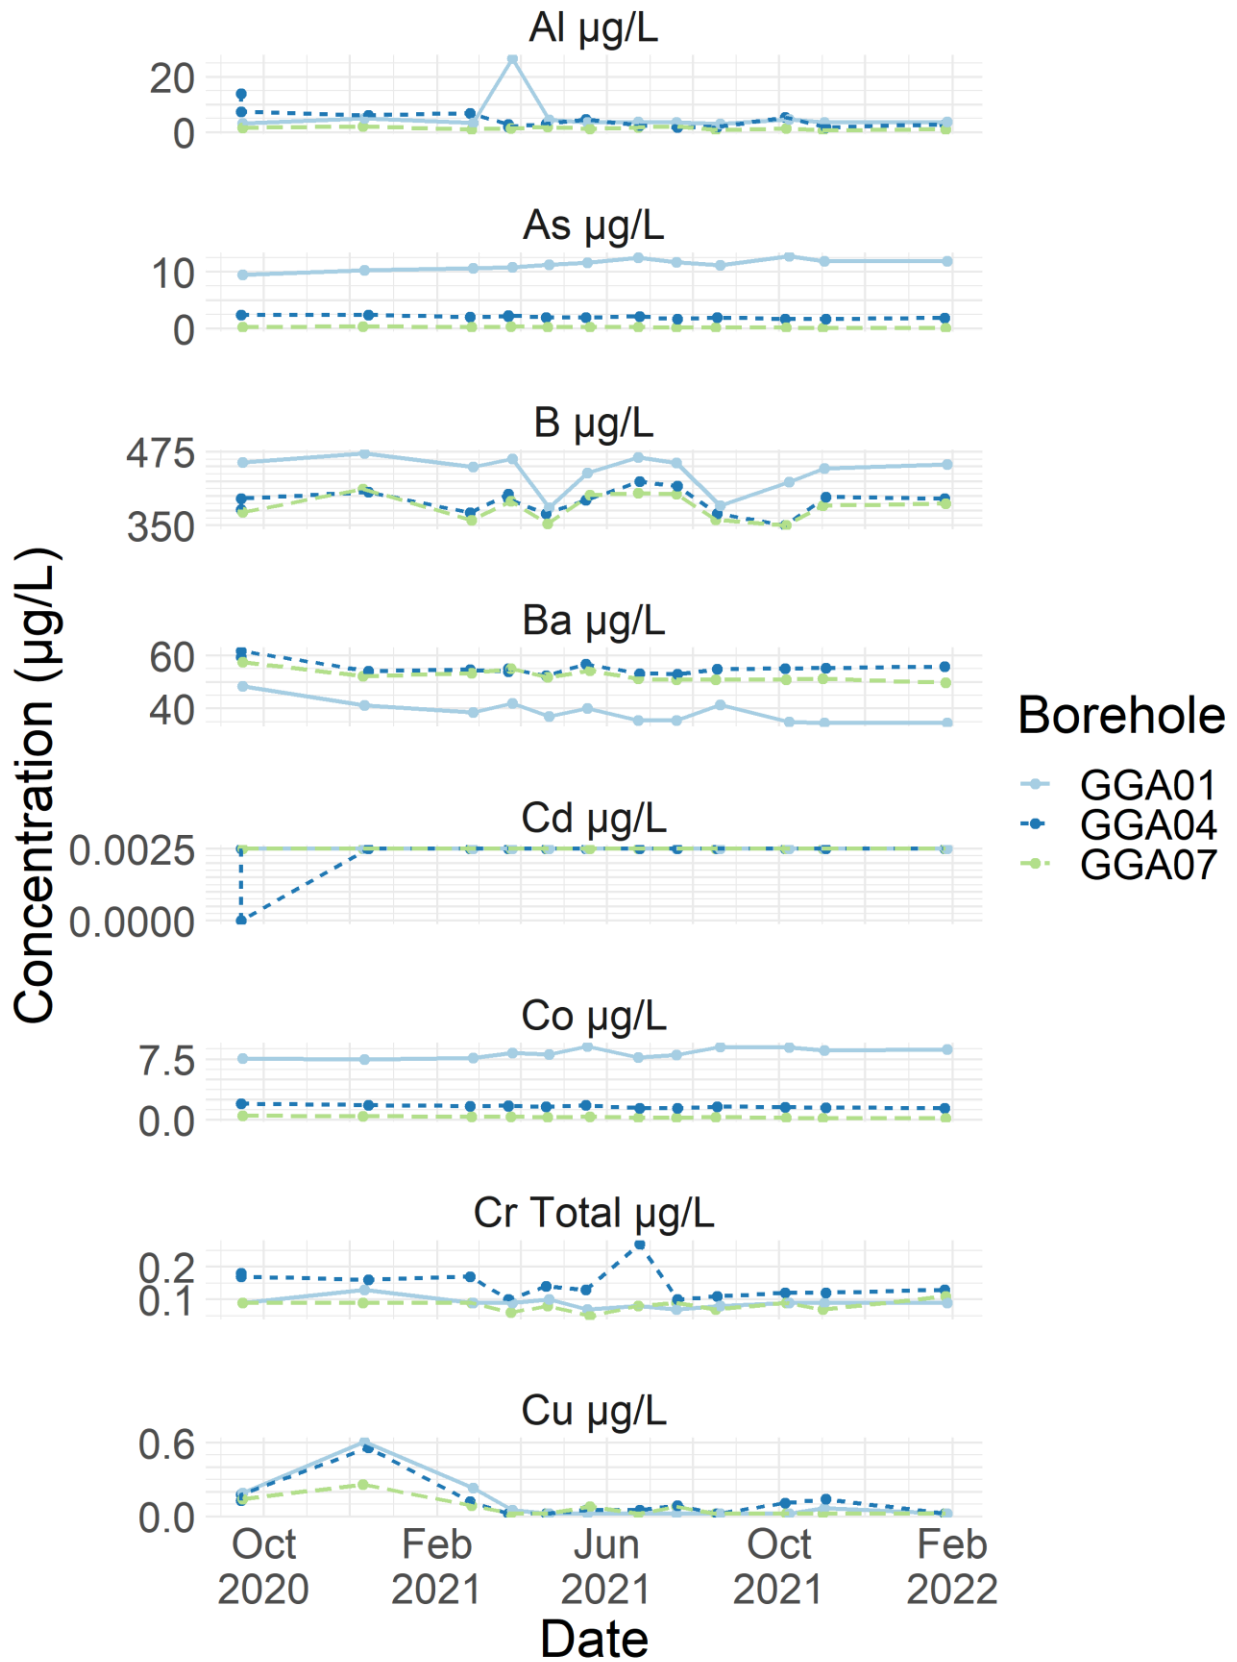 Al µg/L
20
0
As µg/L
10
0
B µg/L
475
350
Ba µg/L
60
40
Cd µg/L
0.0025
0.0000
Co µg/L
7.5
0.0
Cr Total µg/L
0.2
0.1
Cu µg/L
0.6
0.0
Oct Feb Jun Oct Feb
2020 2021 2021 2021 2022
Date
Concentration (µg/L)
Borehole
GGA01
GGA04
GGA07